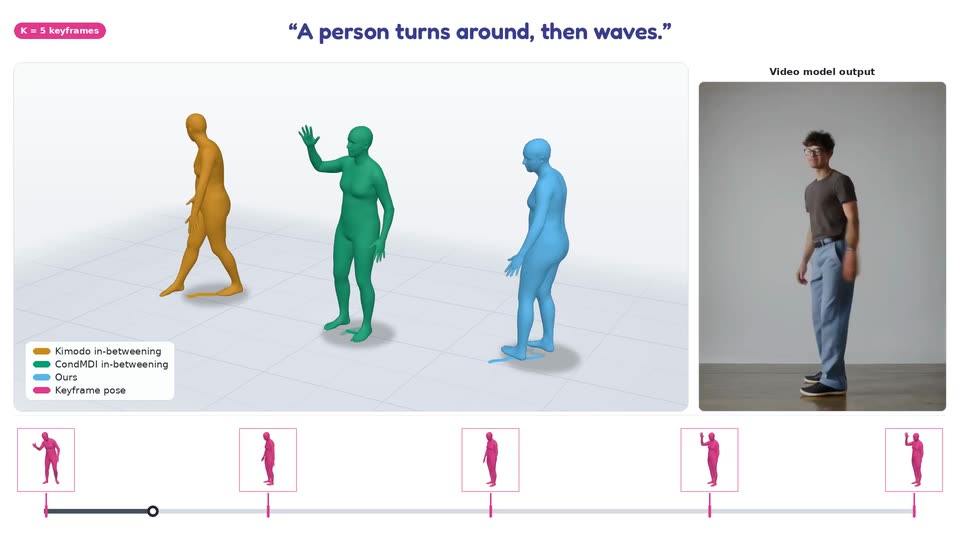 K = 5 keyframes
“A person turns around, then waves.”
Video model output
Kimodo in-betweening
CondMDI in-betweening
Ours
Keyframe pose